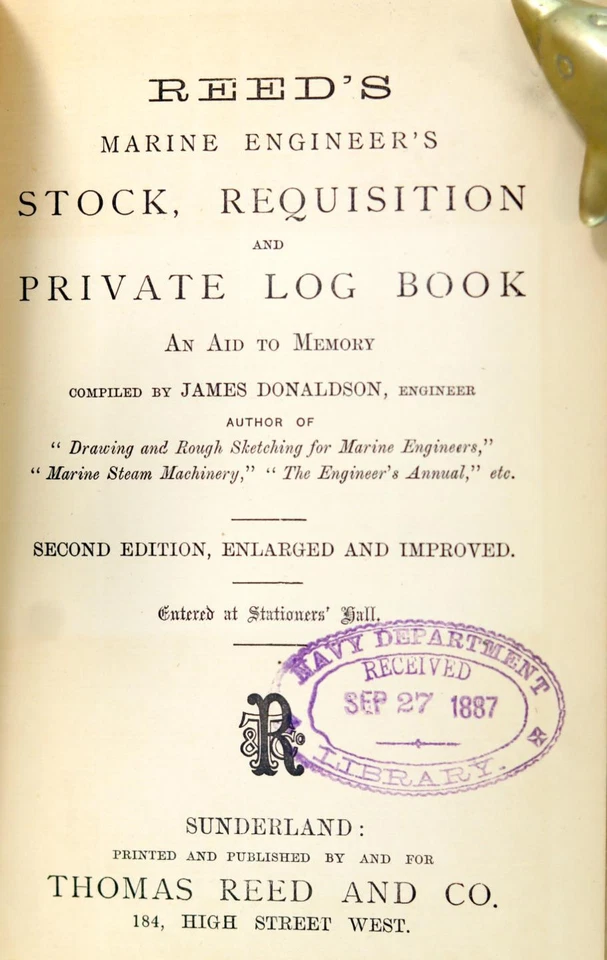 REED'S
MARINE ENGINEER'S
STOCK, REQUISITION
AND
PRIVATE LOG BOOK
AN AID TO MEMORY
COMPILED BY JAMES DONALDSON, ENGINEER
AUTHOR OF
“ Drawing and Rough Sketching for Marine Engineers,”
“ Marine Steam Machinery,” “ The Engineer's Annual,” etc.
SECOND EDITION, ENLARGED AND IMPROVED.
Entered at Stationers' Hall.
NAVY DEPARTMENT
RECEIVED
SEP 27 1887
LIBRARY.
T R & Co
SUNDERLAND:
PRINTED AND PUBLISHED BY AND FOR
THOMAS REED AND CO.
184, HIGH STREET WEST.